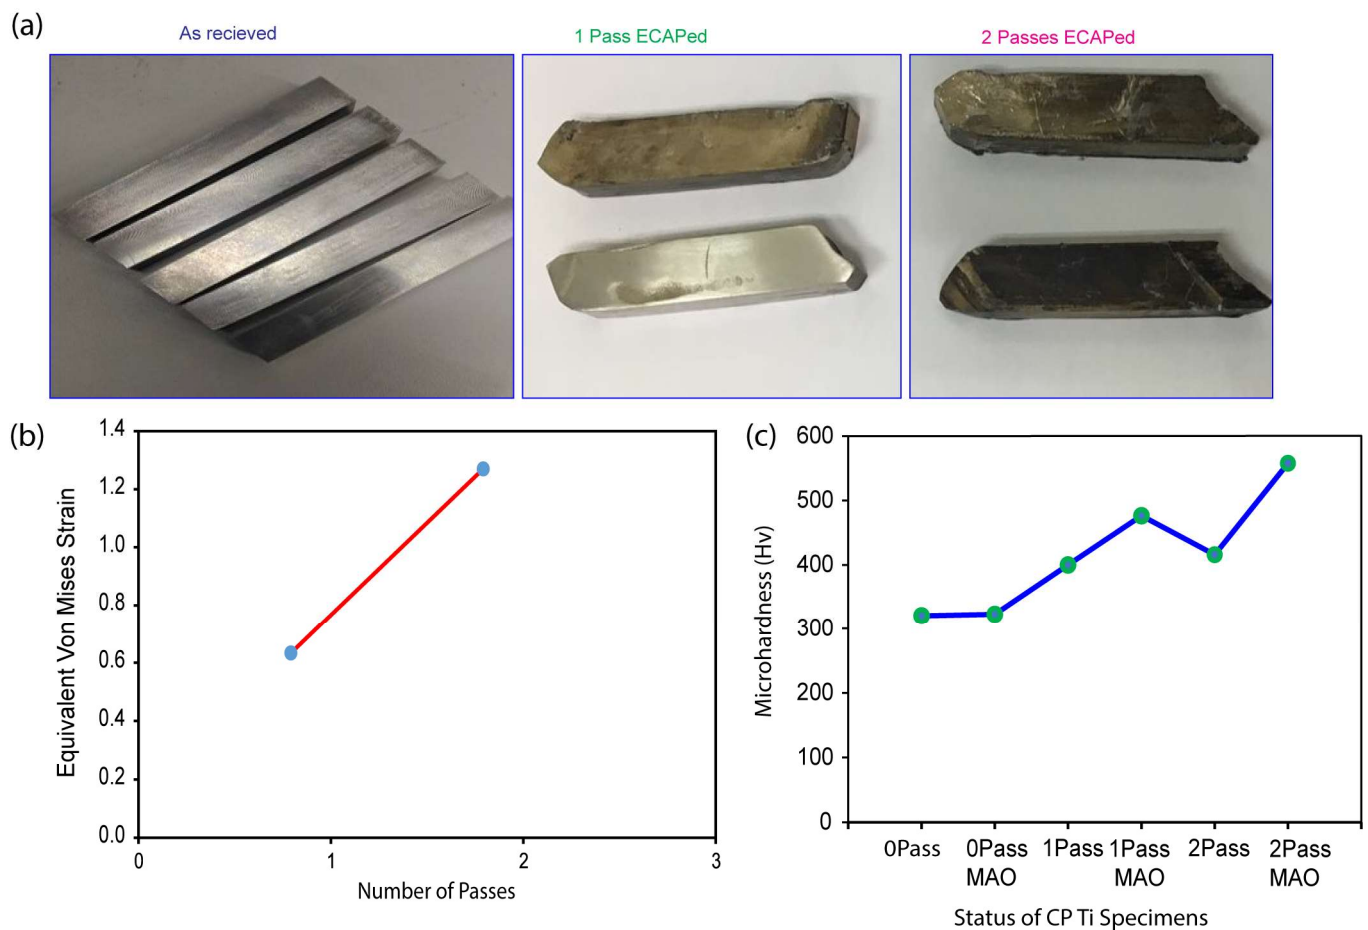 (a)
As recieved
1 Pass ECAPed
2 Passes ECAPed
(b)
1.4
1.2
1.0
0.8
0.6
0.4
0.2
0.0
0
1
2
3
Equivalent Von Mises Strain
Number of Passes
(c)
600
500
400
300
200
100
0
Microhardness (Hv)
0Pass
0Pass MAO
1Pass
1Pass MAO
2Pass
2Pass MAO
Status of CP Ti Specimens